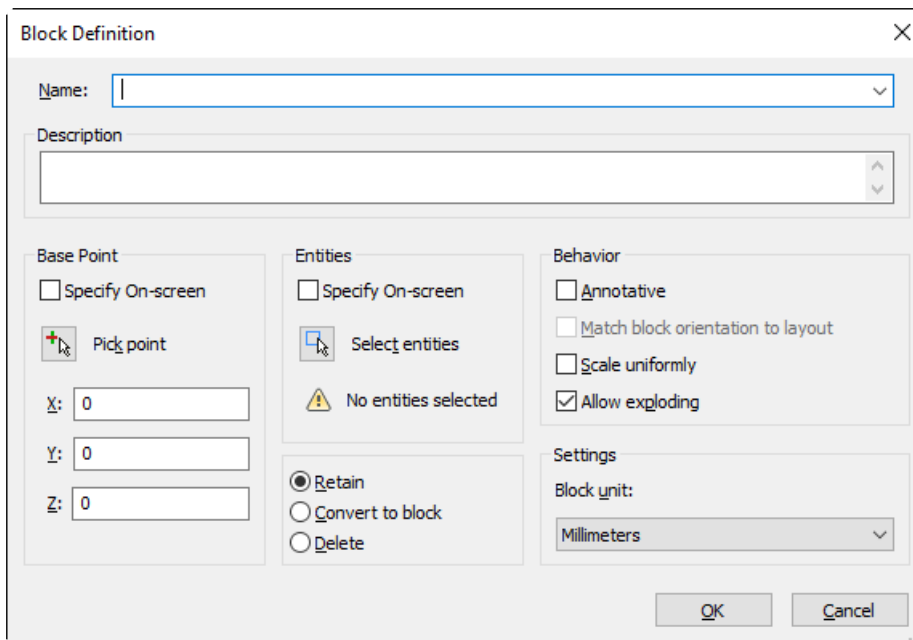 Block Definition
Name:
Description
Base Point
Specify On-screen
Pick point
X: 0
Y: 0
Z: 0
Entities
Specify On-screen
Select entities
No entities selected
Retain
Convert to block
Delete
Behavior
Annotative
Match block orientation to layout
Scale uniformly
Allow exploding
Settings
Block unit:
Millimeters
OK
Cancel